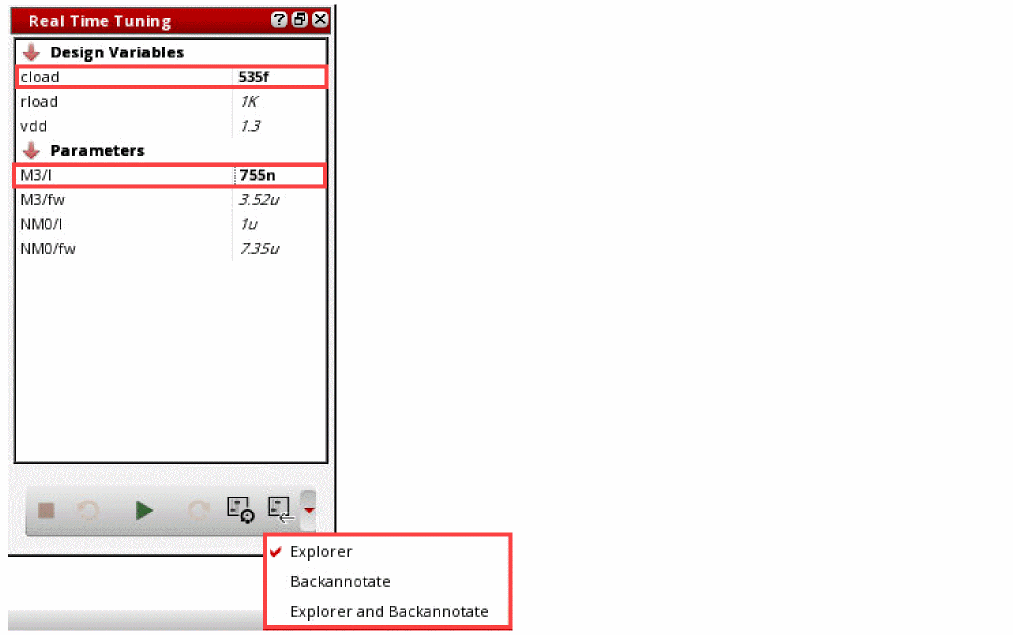 Real Time Tuning
Design Variables
cload 535f
rload 1K
vdd 1.3
Parameters
M3/l 755n
M3/fw 3.52u
NM0/l 1u
NM0/fw 7.35u
Explorer
Backannotate
Explorer and Backannotate